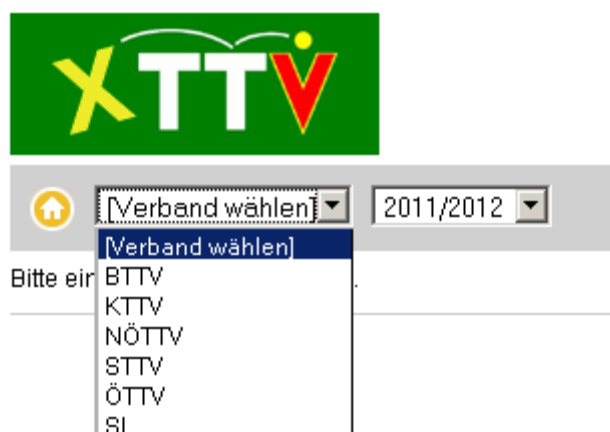 XTTV
[Verband wählen] 2011/2012
[Verband wählen]
BTTV
Bitte ein .
KTTV
NÖTTV
STTV
ÖTTV